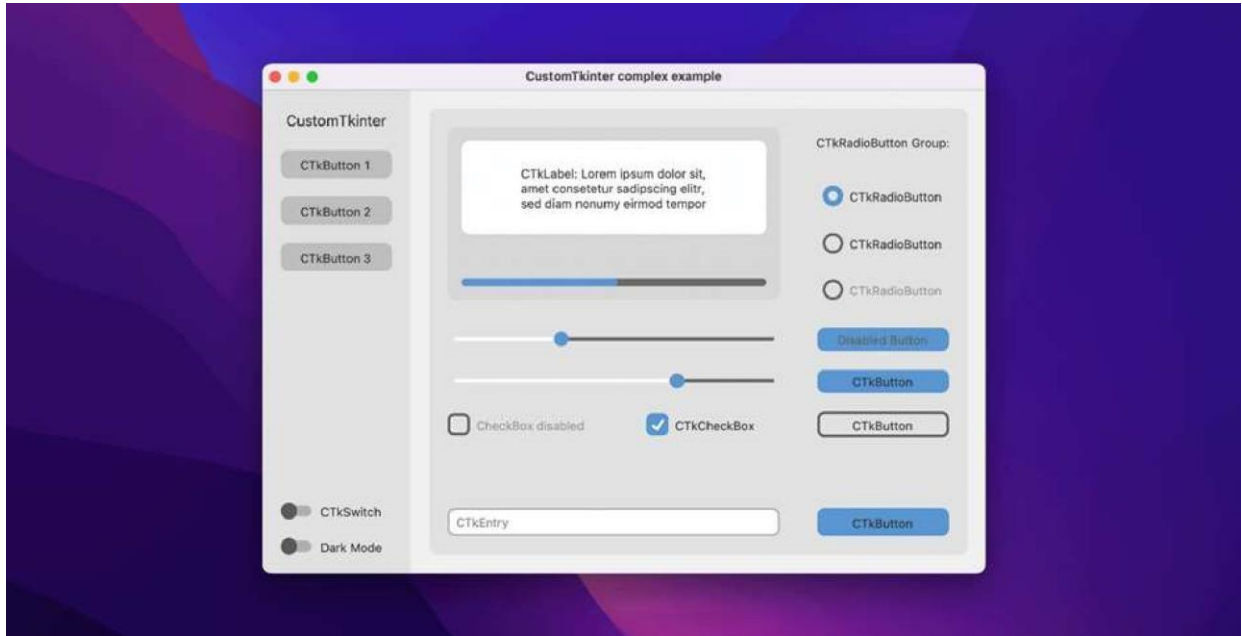 CustomTkinter complex example
CustomTkinter
CTkButton 1
CTkButton 2
CTkButton 3
CTkSwitch
Dark Mode
CTkLabel: Lorem ipsum dolor sit,
amet consetetur sadipscing elitr,
sed diam nonumy eirmod tempor
CheckBox disabled
CTkCheckBox
CTkEntry
CTkRadioButton Group:
CTkRadioButton
CTkRadioButton
CTkRadioButton
Disabled Button
CTkButton
CTkButton
CTkButton